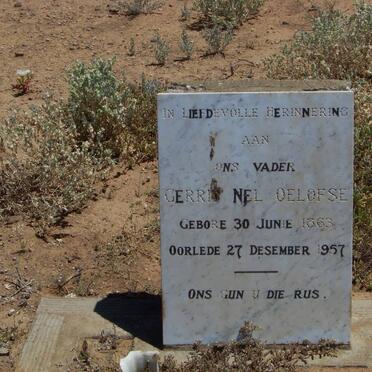 IN LIEFDEVOLLE HERINNERING
AAN
ONS VADER
GERRIT NEL OELOFSE
GEBORE 30 JUNIE 1863
OORLEDE 27 DESEMBER 1957
ONS GUN U DIE RUS.